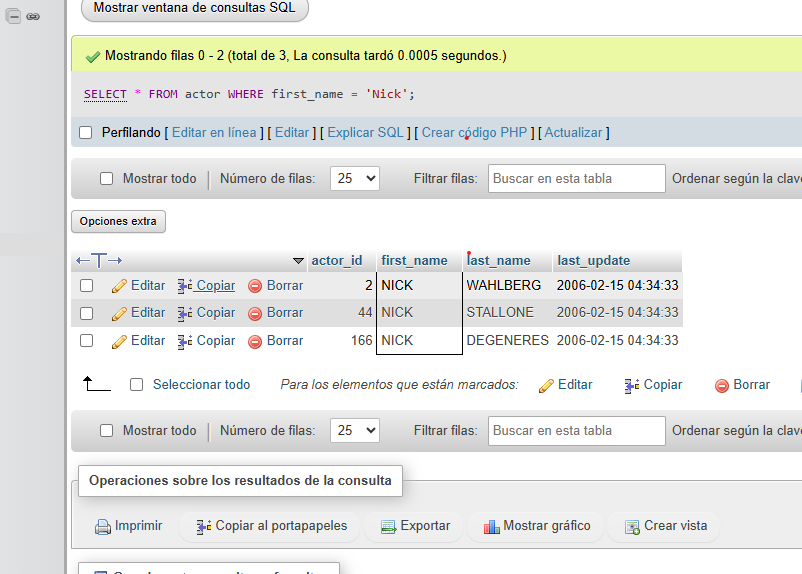 Mostrar ventana de consultas SQL
Mostrando filas 0 - 2 (total de 3, La consulta tardó 0.0005 segundos.)
SELECT * FROM actor WHERE first_name = 'Nick';
Perfilando [ Editar en línea ] [ Editar ] [ Explicar SQL ] [ Crear código PHP ] [ Actualizar ]
Mostrar todo | Número de filas: 25 Filtrar filas: Buscar en esta tabla Ordenar según la clave
Opciones extra
actor_id first_name last_name last_update
Editar Copiar Borrar 2 NICK WAHLBERG 2006-02-15 04:34:33
Editar Copiar Borrar 44 NICK STALLONE 2006-02-15 04:34:33
Editar Copiar Borrar 166 NICK DEGENERES 2006-02-15 04:34:33
Seleccionar todo Para los elementos que están marcados: Editar Copiar Borrar
Mostrar todo | Número de filas: 25 Filtrar filas: Buscar en esta tabla Ordenar según la clave
Operaciones sobre los resultados de la consulta
Imprimir Copiar al portapapeles Exportar Mostrar gráfico Crear vista